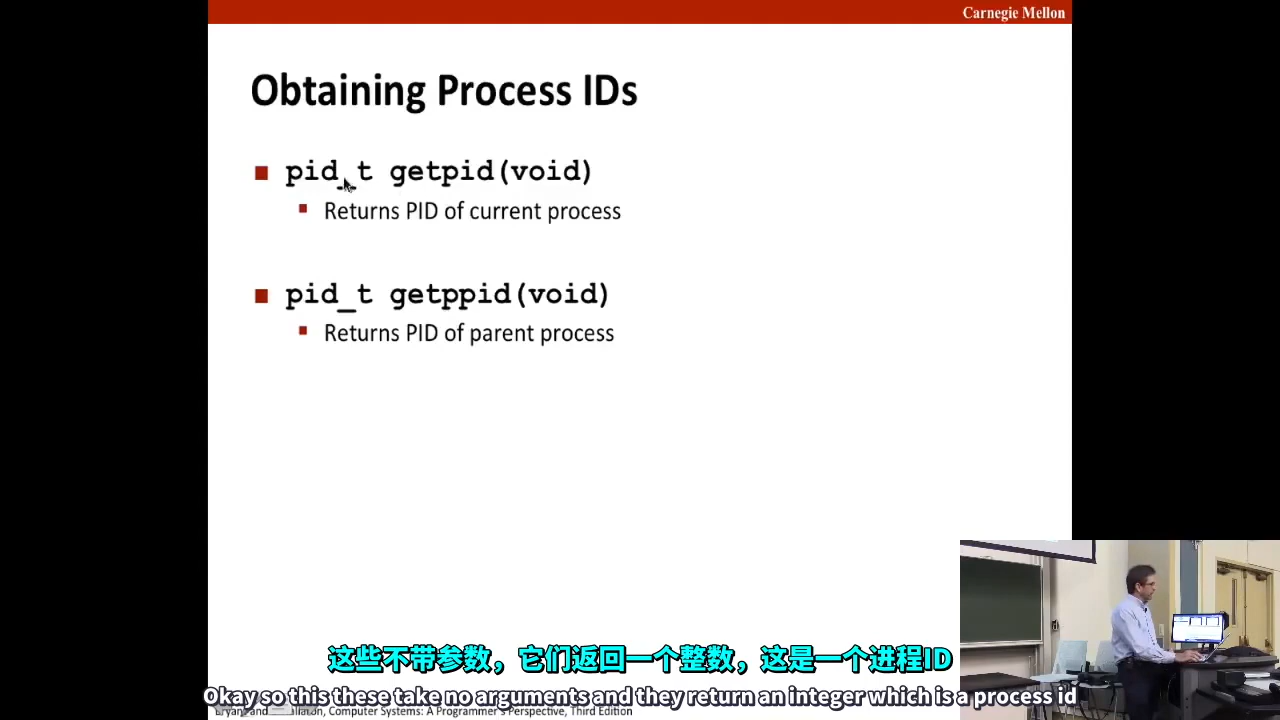 Carnegie Mellon
Obtaining Process IDs
pid_t getpid(void)
Returns PID of current process
pid_t getppid(void)
Returns PID of parent process
这些不带参数，它们返回一个整数，这是一个进程ID
Okay so this these take no arguments and they return an integer which is a process id
Bryant and Hallaron, Computer Systems: A Programmer's Perspective, Third Edition